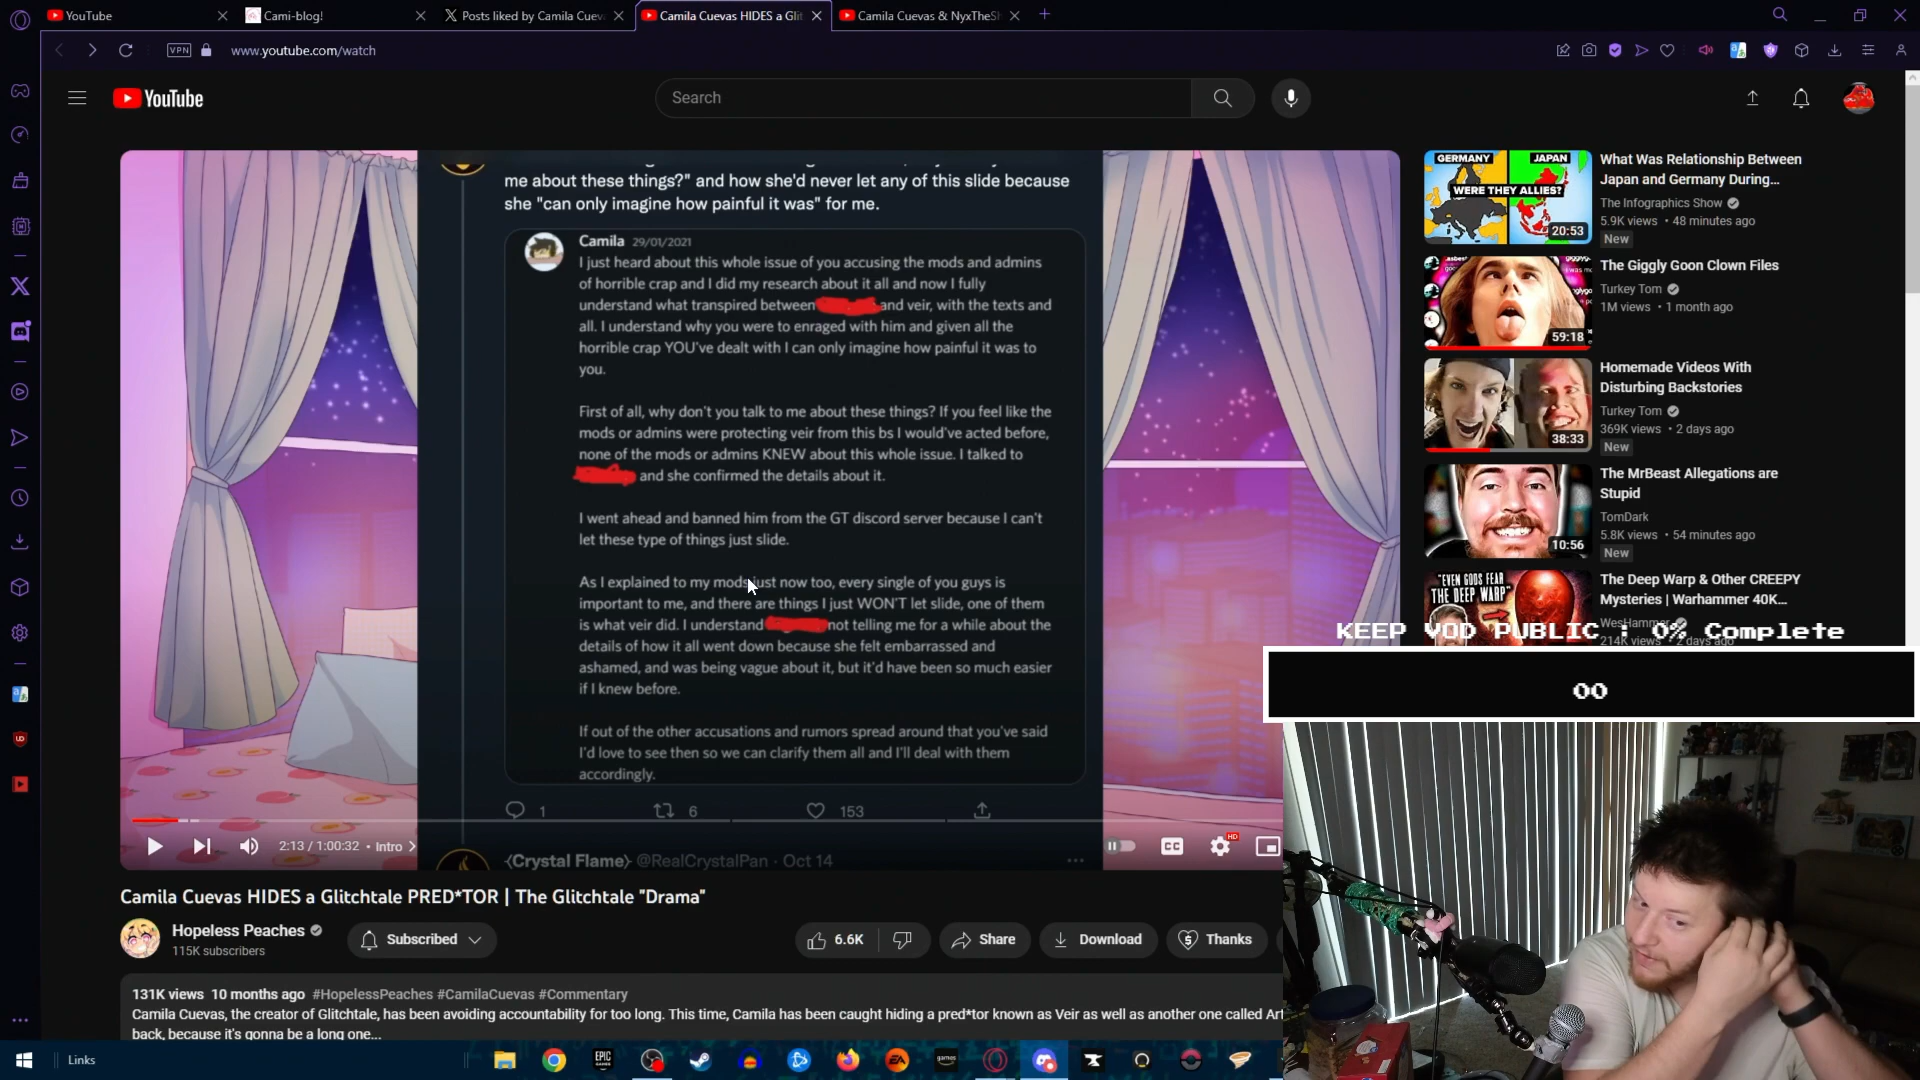 YouTube
Cami-blog!
Posts liked by Camila Cuev
Camila Cuevas HIDES a Gli
Camila Cuevas & NyxTheSh
VPN
www.youtube.com/watch
YouTube
Search
me about these things?" and how she'd never let any of this slide because
she "can only imagine how painful it was" for me.
Camila 29/01/2021
I just heard about this whole issue of you accusing the mods and admins
of horrible crap and I did my research about it all and now I fully
understand what transpired between and veir, with the texts and
all. I understand why you were to enraged with him and given all the
horrible crap YOU've dealt with I can only imagine how painful it was to
you.
First of all, why don't you talk to me about these things? If you feel like the
mods or admins were protecting veir from this bs I would've acted before,
none of the mods or admins KNEW about this whole issue. I talked to
and she confirmed the details about it.
I went ahead and banned him from the GT discord server because I can't
let these type of things just slide.
As I explained to my mods just now too, every single of you guys is
important to me, and there are things I just WON'T let slide, one of them
is what veir did. I understand not telling me for a while about the
details of how it all went down because she felt embarrassed and
ashamed, and was being vague about it, but it'd have been so much easier
if I knew before.
If out of the other accusations and rumors spread around that you've said
I'd love to see then so we can clarify them all and I'll deal with them
accordingly.
1 6 153
{Crystal Flame} @RealCrystalPan · Oct 14
2:13 / 1:00:32 • Intro
CC
HD
Camila Cuevas HIDES a Glitchtale PRED*TOR | The Glitchtale "Drama"
Hopeless Peaches
115K subscribers
Subscribed
6.6K
Share
Download
Thanks
131K views 10 months ago #HopelessPeaches #CamilaCuevas #Commentary
Camila Cuevas, the creator of Glitchtale, has been avoiding accountability for too long. This time, Camila has been caught hiding a pred*tor known as Veir as well as another one called Ar
back, because it's gonna be a long one...
GERMANY
JAPAN
WERE THEY ALLIES?
20:53
What Was Relationship Between
Japan and Germany During...
The Infographics Show
5.9K views • 48 minutes ago
New
59:18
The Giggly Goon Clown Files
Turkey Tom
1M views • 1 month ago
38:33
Homemade Videos With
Disturbing Backstories
Turkey Tom
369K views • 2 days ago
New
10:56
The MrBeast Allegations are
Stupid
TomDark
5.8K views • 54 minutes ago
New
"EVEN GODS FEAR
THE DEEP WARP"
The Deep Warp & Other CREEPY
Mysteries | Warhammer 40K...
WesHammer
214K views • 2 days ago
KEEP VOD PUBLIC : 0% Complete
00
Links
EPIC
GAMES
EA
games